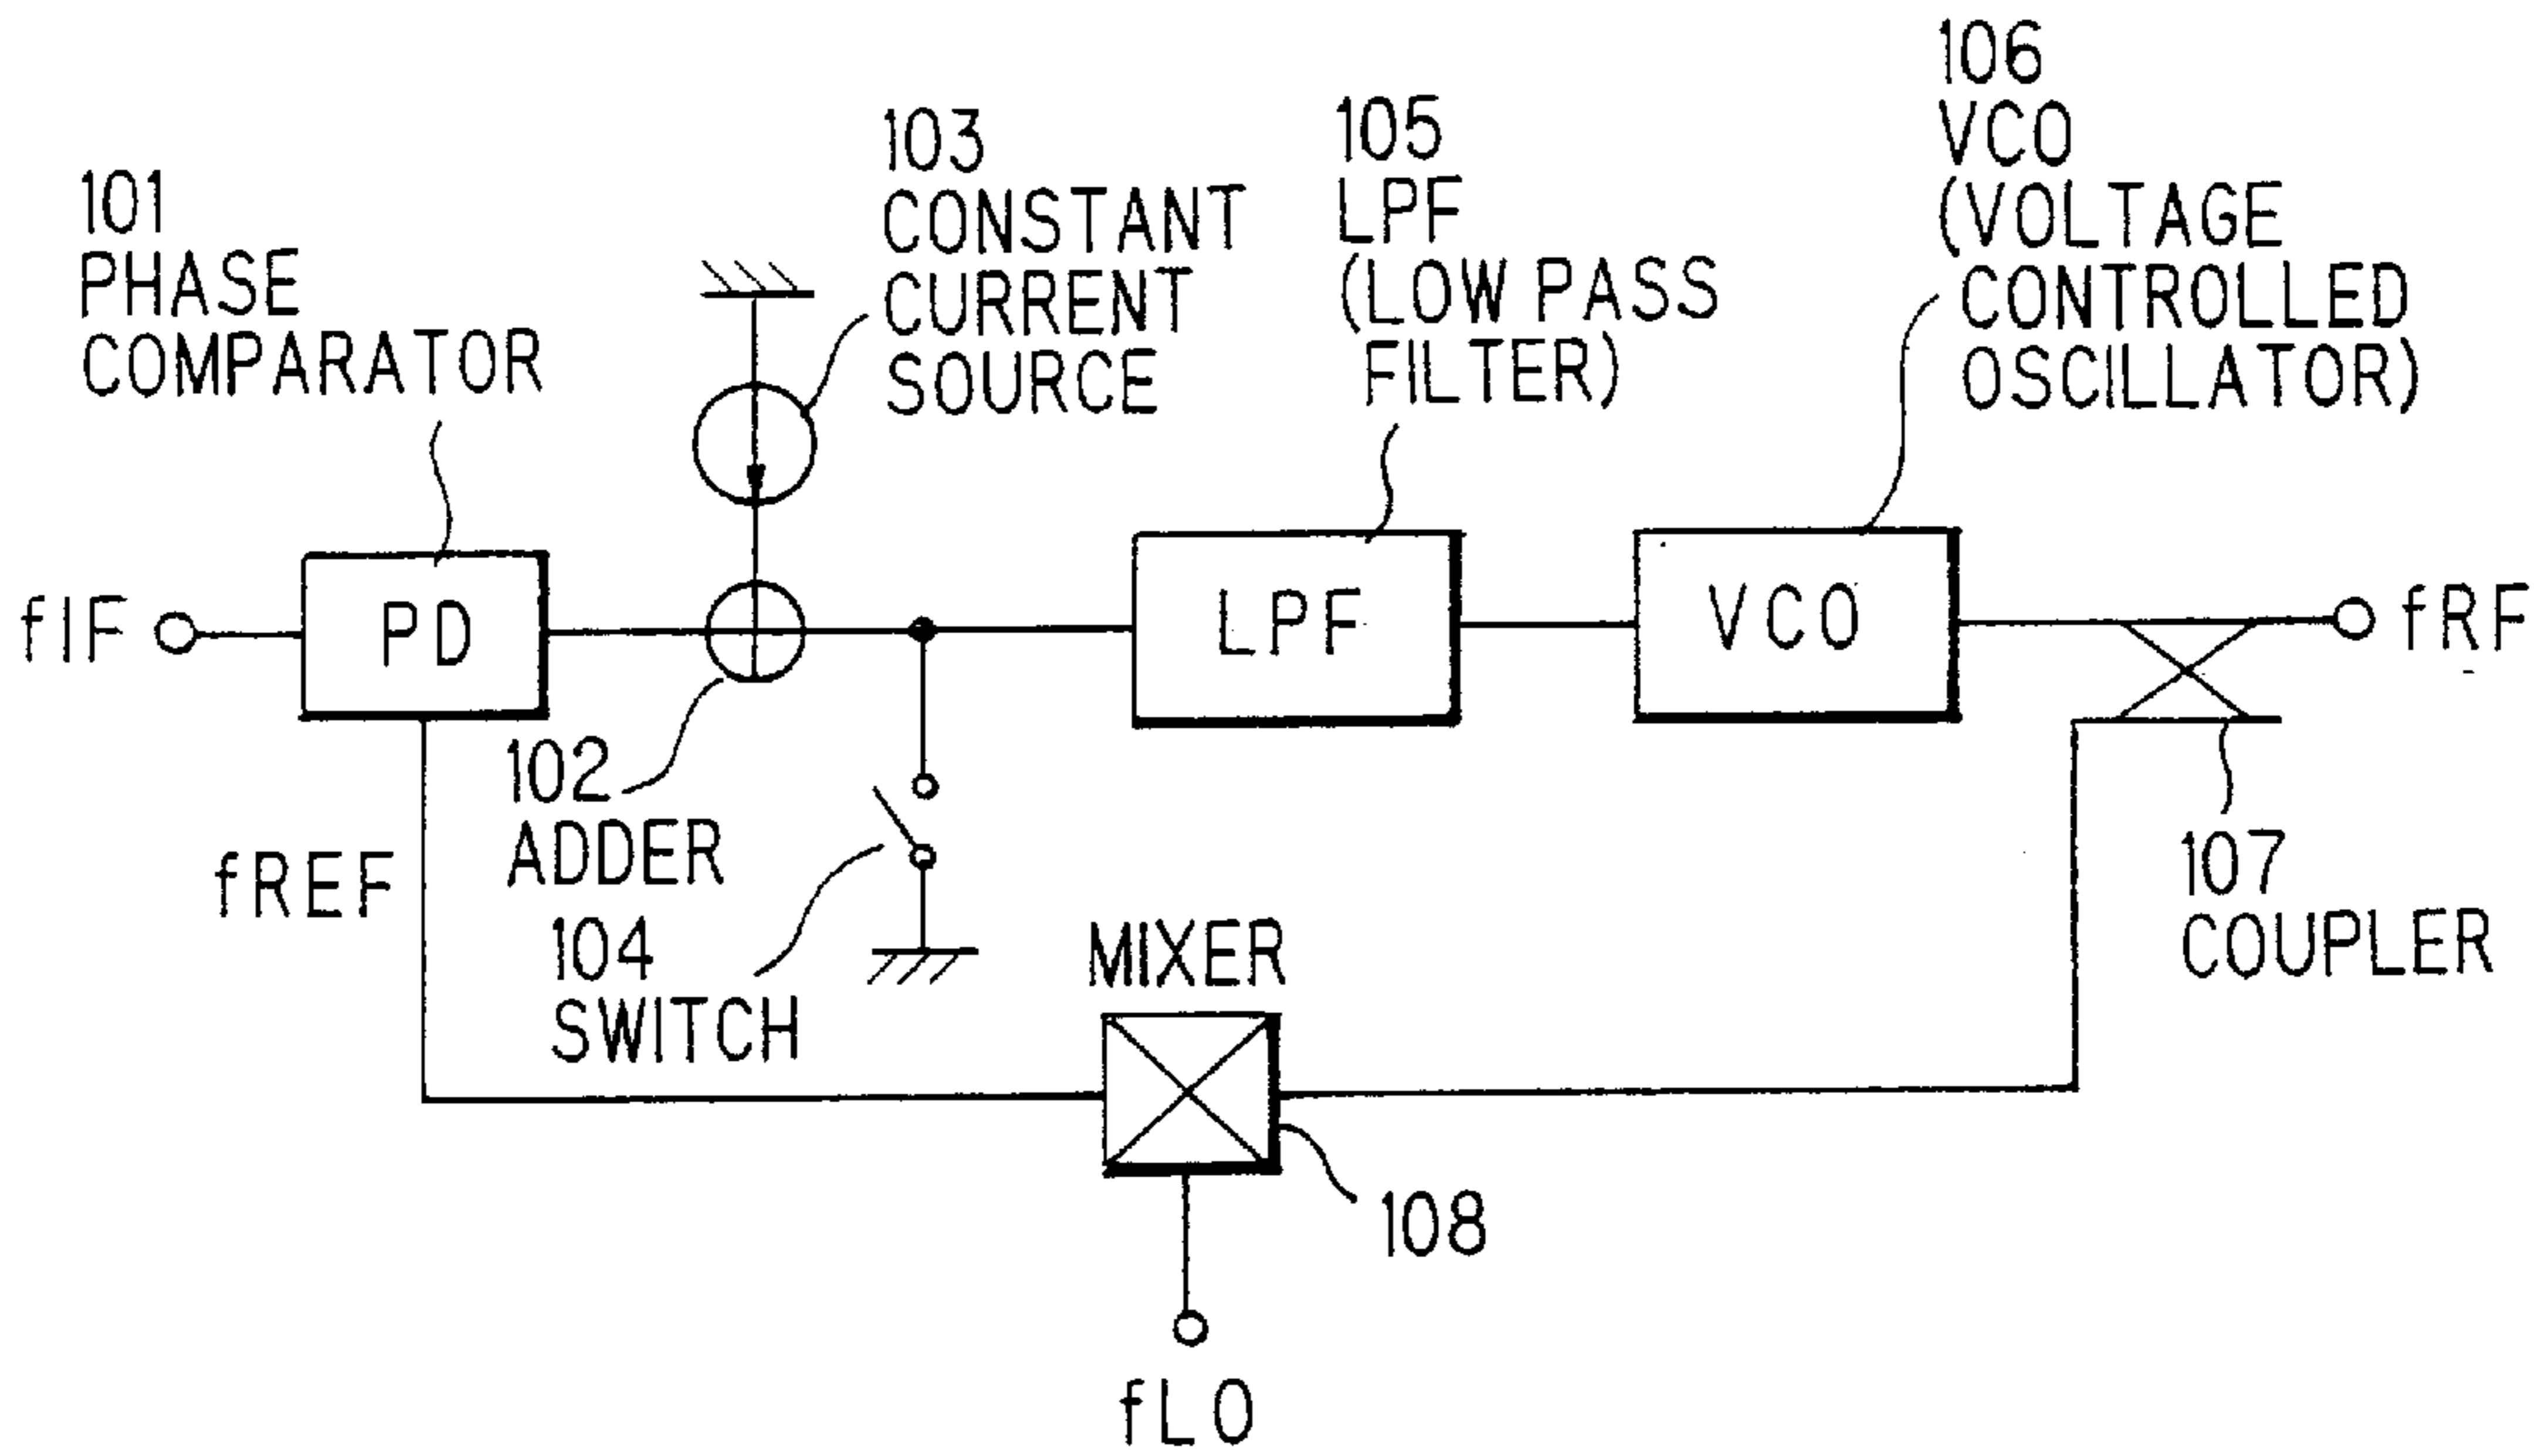 106
VCO
(VOLTAGE
CONTROLLED
OSCILLATOR)
105
LPF
(LOW PASS
FILTER)
103
CONSTANT
CURRENT
SOURCE
101
PHASE
COMPARATOR
fIF
PD
LPF
VCO
fRF
102
ADDER
fREF
104
SWITCH
MIXER
107
COUPLER
108
fLO